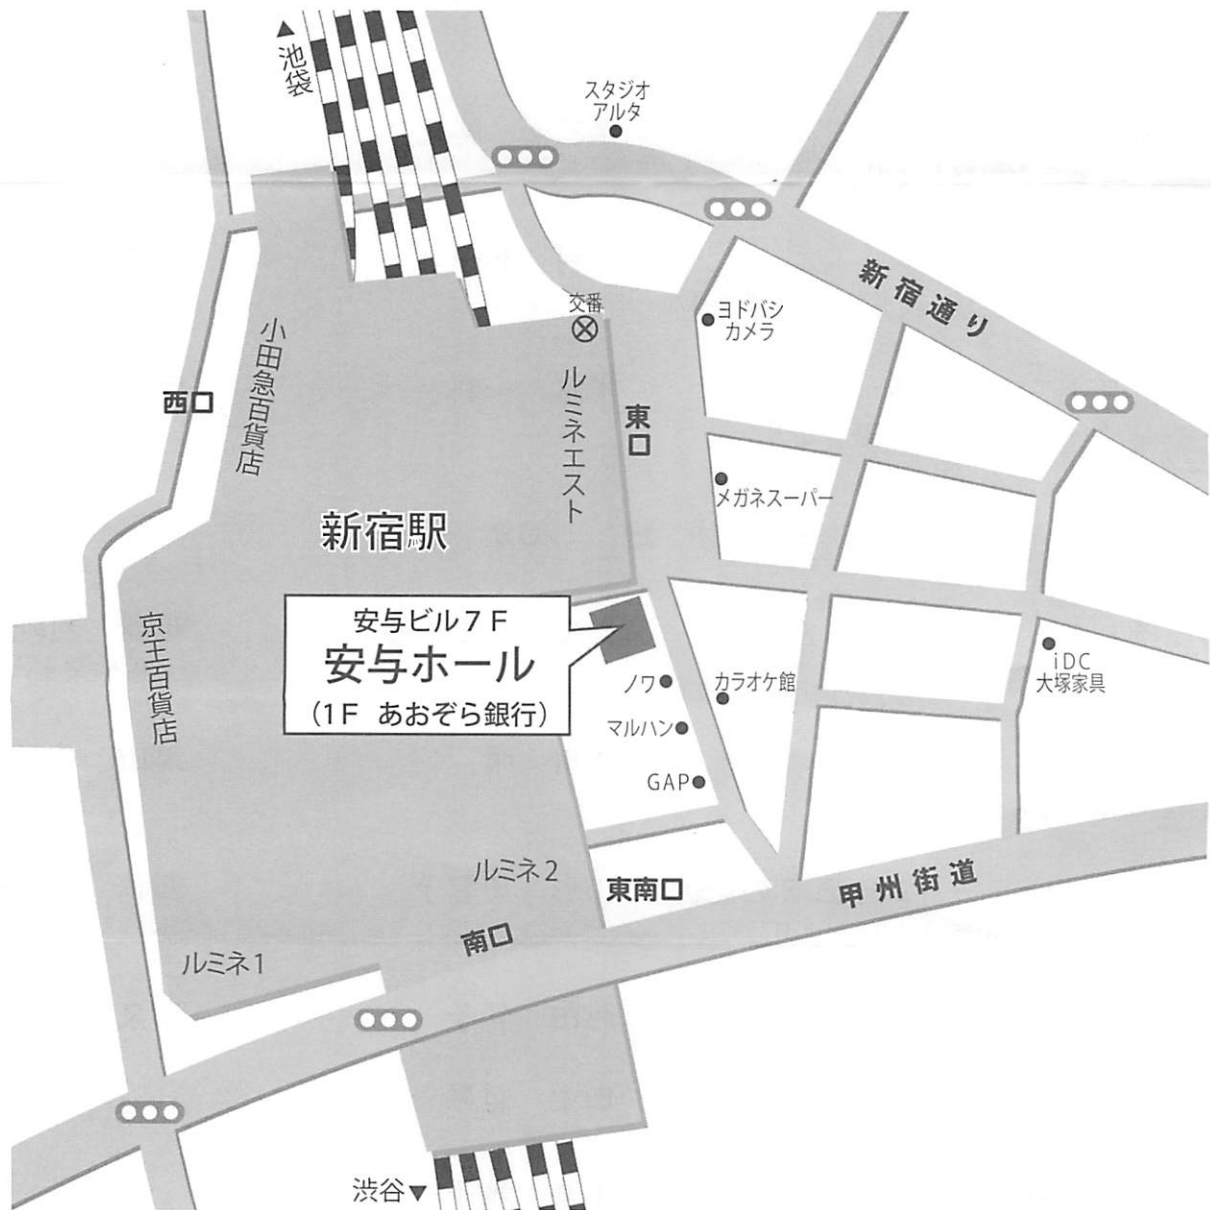 ▲池袋
スタジオ
アルタ
新宿通り
交番
ヨドバシ
カメラ
小田急百貨店
西口
ルミネエスト
東口
メガネスーパー
新宿駅
安与ビル7F
安与ホール
(1F あおぞら銀行)
京王百貨店
ノワ
カラオケ館
iDC
大塚家具
マルハン
GAP
ルミネ2
東南口
甲州街道
南口
ルミネ1
渋谷▼